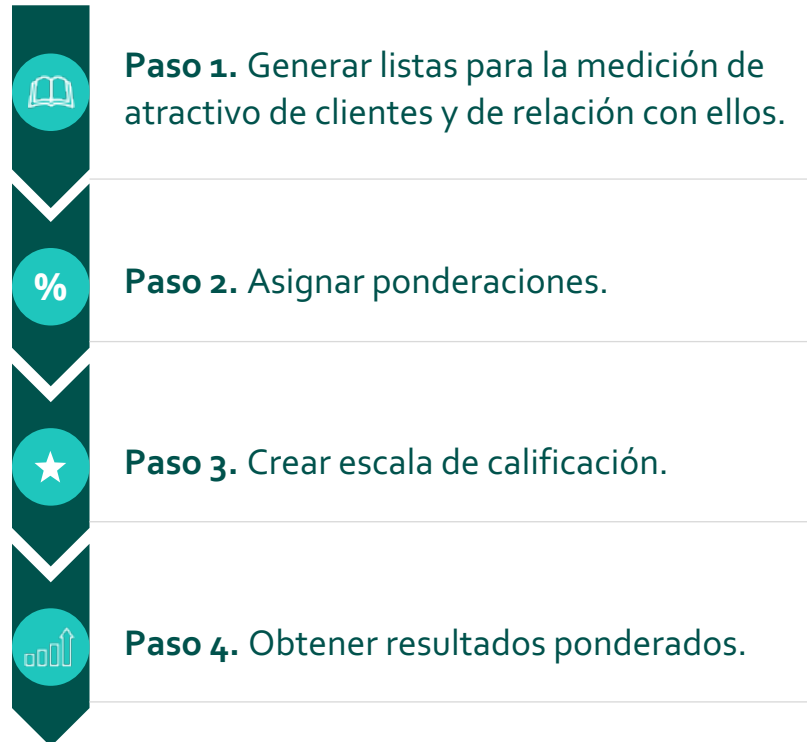 Paso 1. Generar listas para la medición de
atractivo de clientes y de relación con ellos.
%
Paso 2. Asignar ponderaciones.
Paso 3. Crear escala de calificación.
Paso 4. Obtener resultados ponderados.